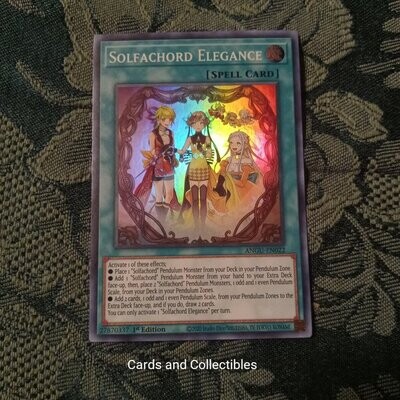 Solfachord Elegance
[Spell Card]
ANGU-EN022
Activate 1 of these effects;
● Place 1 "Solfachord" Pendulum Monster from your Deck in your Pendulum Zone
● Add 1 "Solfachord" Pendulum Monster from your hand to your Extra Deck
face-up, then, place 2 "Solfachord" Pendulum Monsters, 1 odd and 1 even Pendulum
Scale, from your Deck in your Pendulum Zones.
● Add 2 cards, 1 odd and 1 even Pendulum Scale, from your Pendulum Zones to the
Extra Deck face-up, and if you do, draw 2 cards.
You can only activate 1 "Solfachord Elegance" per turn.
1st Edition
Cards and Collectibles